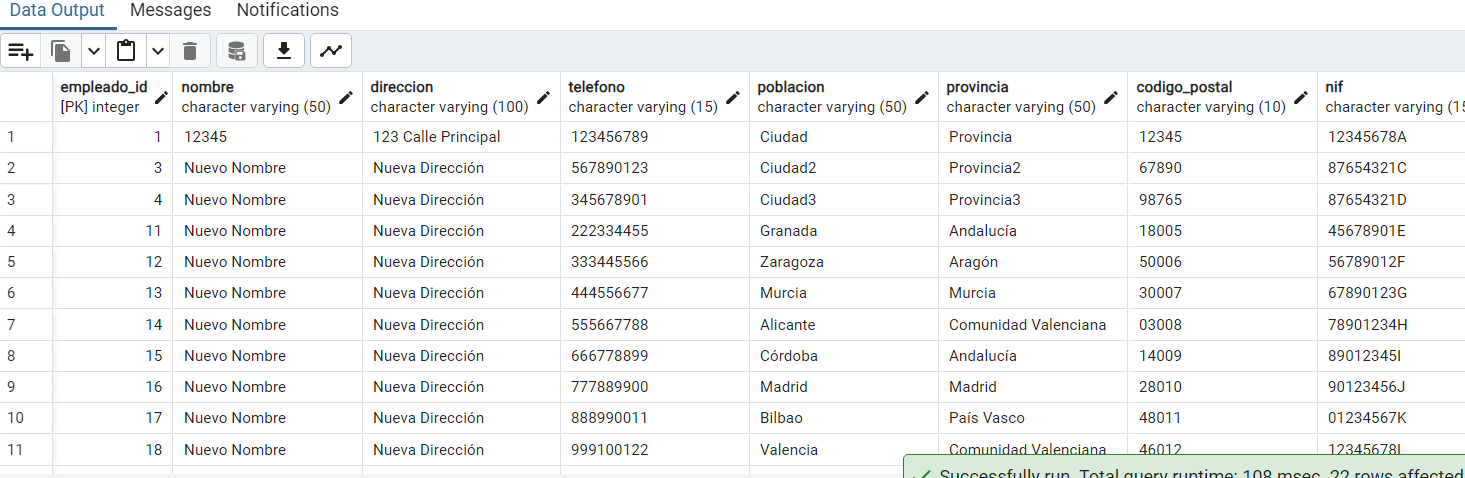 Data Output Messages Notifications
empleado_id nombre direccion telefono poblacion provincia codigo_postal nif
[PK] integer character varying (50) character varying (100) character varying (15) character varying (50) character varying (50) character varying (10) character varying (15
1 1 12345 123 Calle Principal 123456789 Ciudad Provincia 12345 12345678A
2 3 Nuevo Nombre Nueva Dirección 567890123 Ciudad2 Provincia2 67890 87654321C
3 4 Nuevo Nombre Nueva Dirección 345678901 Ciudad3 Provincia3 98765 87654321D
4 11 Nuevo Nombre Nueva Dirección 222334455 Granada Andalucía 18005 45678901E
5 12 Nuevo Nombre Nueva Dirección 333445566 Zaragoza Aragón 50006 56789012F
6 13 Nuevo Nombre Nueva Dirección 444556677 Murcia Murcia 30007 67890123G
7 14 Nuevo Nombre Nueva Dirección 555667788 Alicante Comunidad Valenciana 03008 78901234H
8 15 Nuevo Nombre Nueva Dirección 666778899 Córdoba Andalucía 14009 89012345I
9 16 Nuevo Nombre Nueva Dirección 777889900 Madrid Madrid 28010 90123456J
10 17 Nuevo Nombre Nueva Dirección 888990011 Bilbao País Vasco 48011 01234567K
11 18 Nuevo Nombre Nueva Dirección 999100122 Valencia Comunidad Valenciana 46012 12345678L
Successfully run. Total query runtime: 108 msec. 22 rows affected